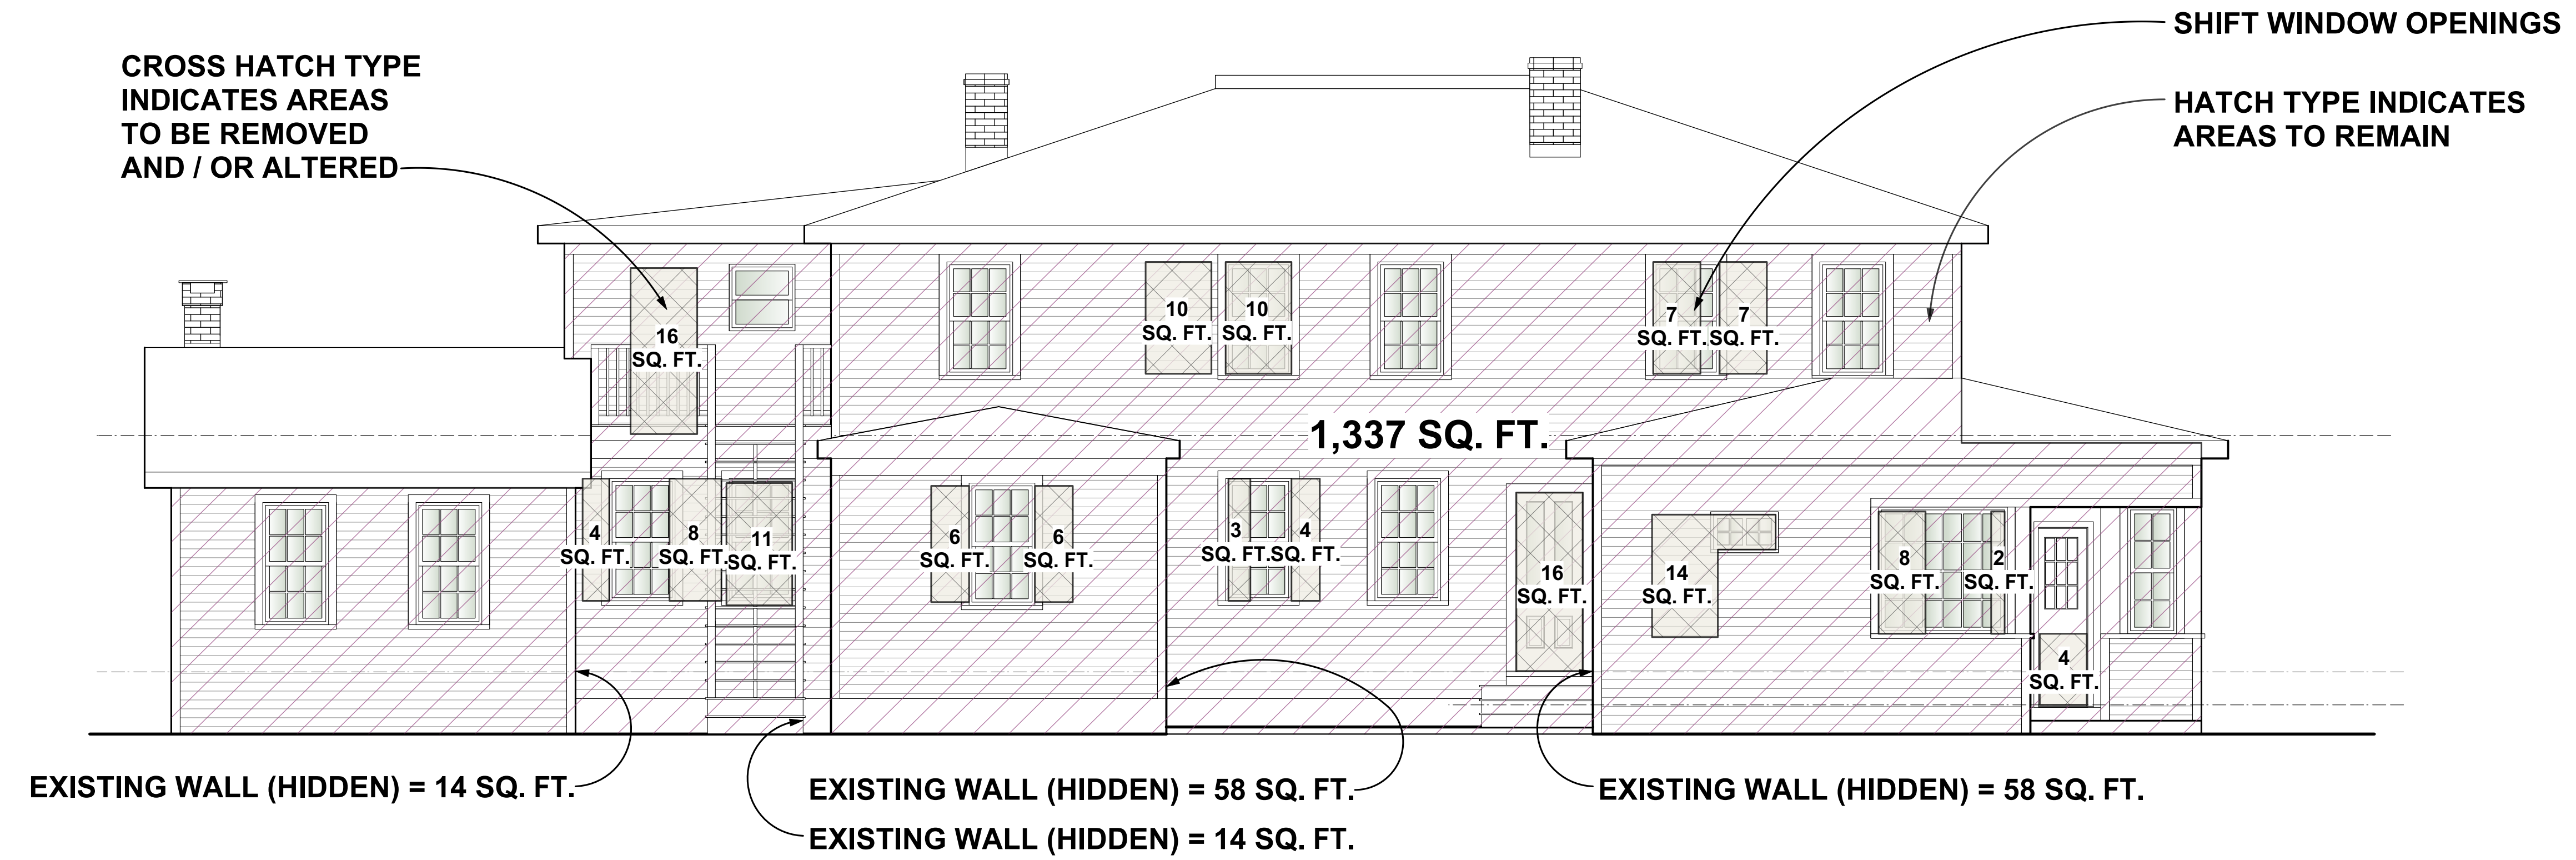 SHIFT WINDOW OPENINGS
CROSS HATCH TYPE
INDICATES AREAS
TO BE REMOVED
AND / OR ALTERED
HATCH TYPE INDICATES
AREAS TO REMAIN
16
SQ. FT.
10
SQ. FT.
10
SQ. FT.
7
SQ. FT.
7
SQ. FT.
1,337 SQ. FT.
4
SQ. FT.
8
SQ. FT.
11
SQ. FT.
6
SQ. FT.
6
SQ. FT.
3
SQ. FT.
4
SQ. FT.
16
SQ. FT.
14
SQ. FT.
8
SQ. FT.
2
SQ. FT.
4
SQ. FT.
EXISTING WALL (HIDDEN) = 14 SQ. FT.
EXISTING WALL (HIDDEN) = 58 SQ. FT.
EXISTING WALL (HIDDEN) = 58 SQ. FT.
EXISTING WALL (HIDDEN) = 14 SQ. FT.